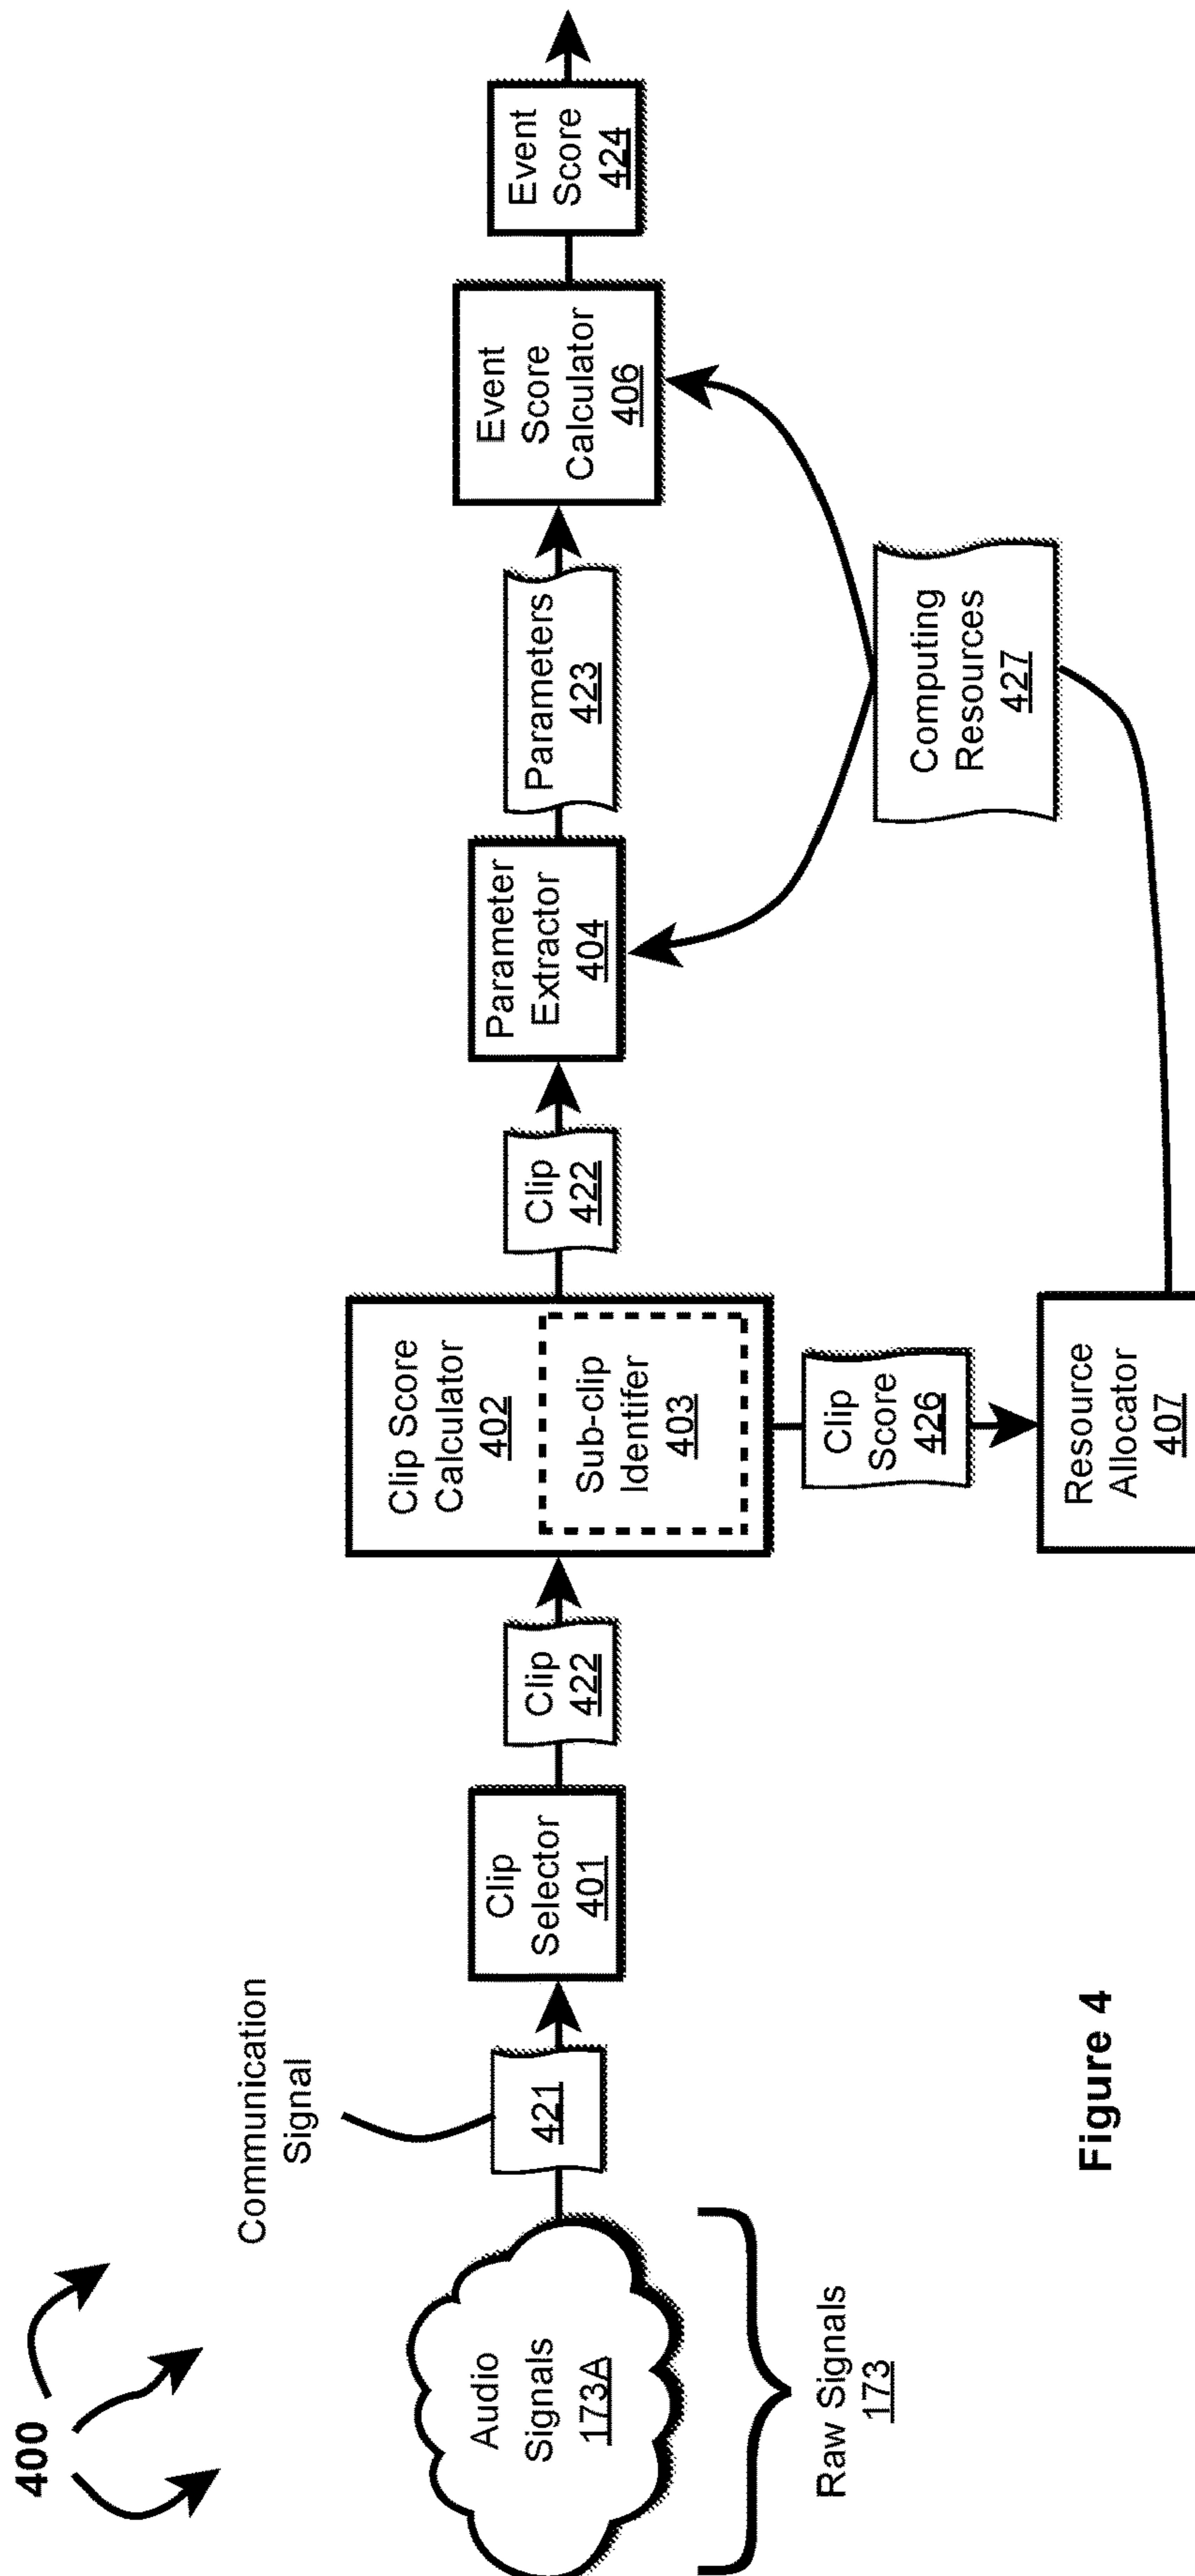 400
Communication
Signal
Audio
Signals
173A
Raw Signals
173
421
Clip
Selector
401
Clip
422
Clip Score
Calculator
402
Sub-clip
Identifer
403
Clip
422
Parameter
Extractor
404
Parameters
423
Event
Score
Calculator
406
Event
Score
424
Clip
Score
426
Resource
Allocator
407
Computing
Resources
427
Figure 4